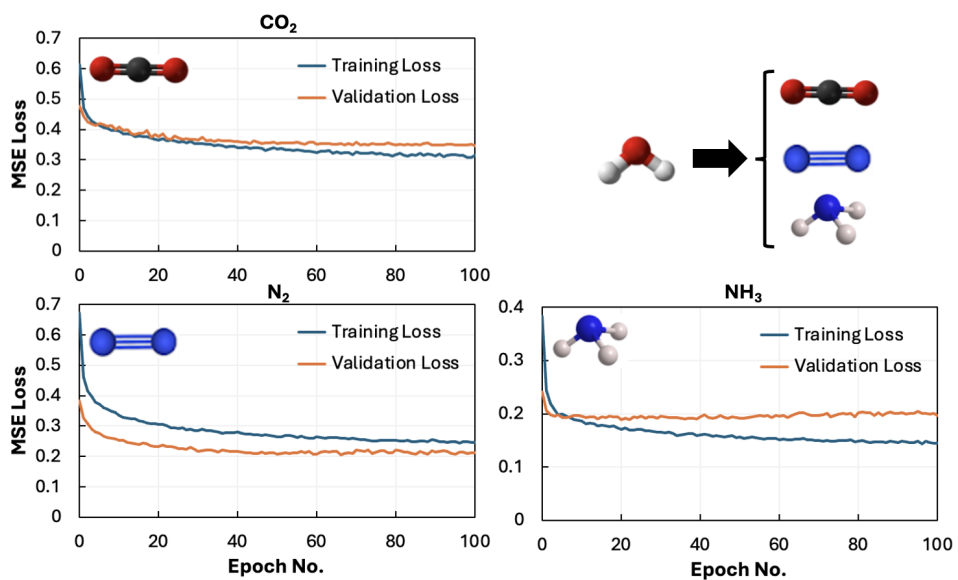 CO₂
MSE Loss
0.7
0.6
0.5
0.4
0.3
0.2
0.1
0
Training Loss
Validation Loss
0 20 40 60 80 100
N₂
MSE Loss
0.7
0.6
0.5
0.4
0.3
0.2
0.1
0
Training Loss
Validation Loss
0 20 40 60 80 100
Epoch No.
NH₃
0.4
0.3
0.2
0.1
0
Training Loss
Validation Loss
0 20 40 60 80 100
Epoch No.